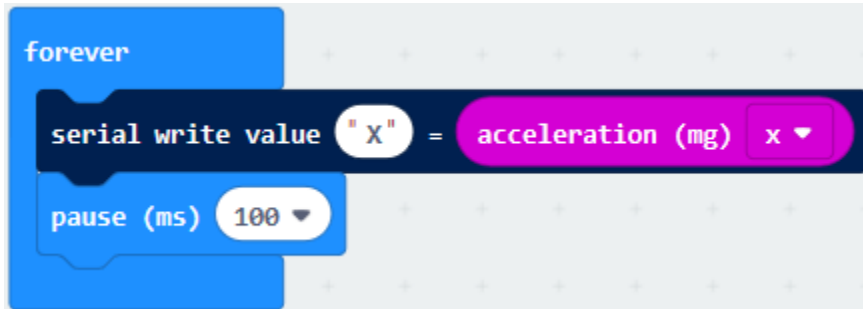 forever
serial write value "X" = acceleration (mg) x
pause (ms) 100